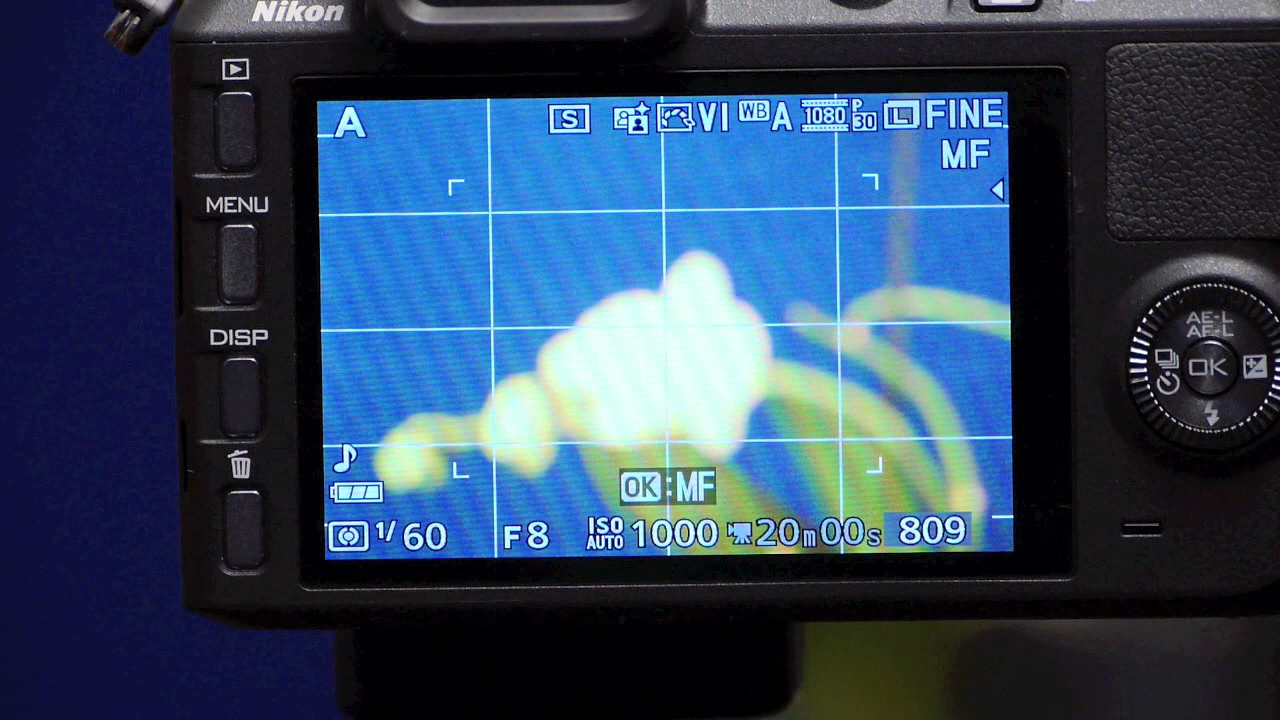 Nikon
A S VI WB A 1080 P 30 L FINE
MF
MENU
DISP
AE-L
AF-L
OK
OK:MF
1/60 F8 ISO AUTO 1000 20m00s 809